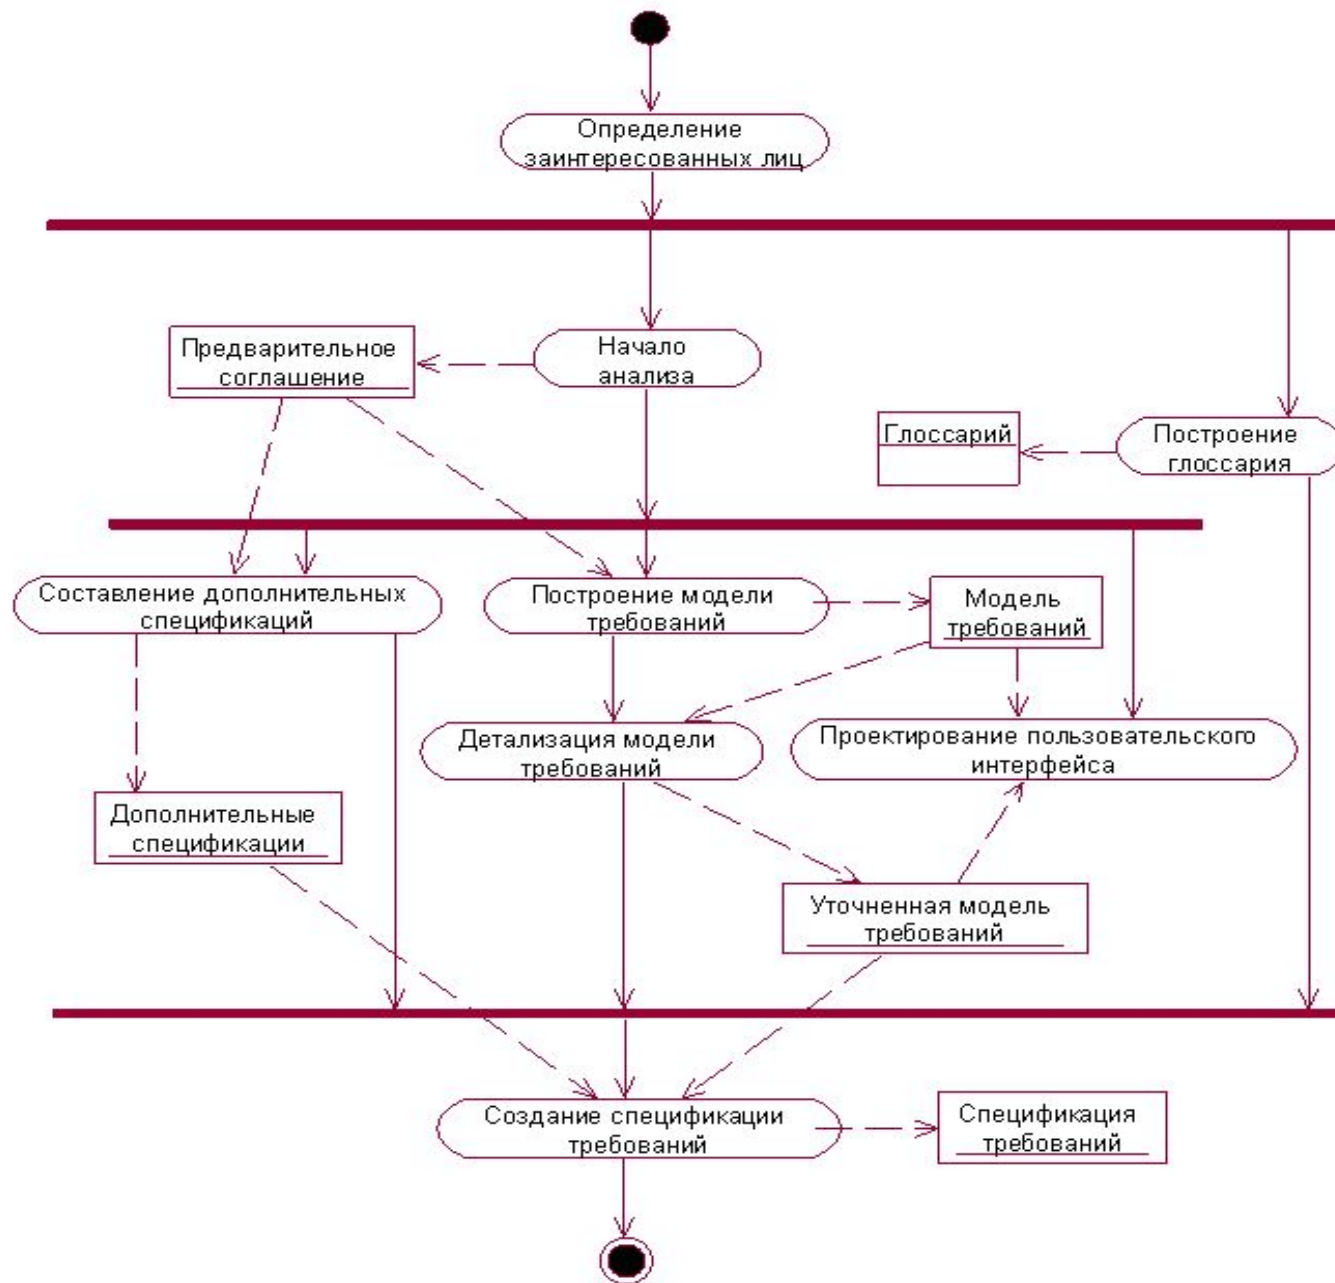 Определение
заинтересованных лиц
Предварительное
соглашение
Начало
анализа
Глоссарий
Построение
глоссария
Составление дополнительных
спецификаций
Построение модели
требований
Модель
требований
Детализация модели
требований
Проектирование пользовательского
интерфейса
Дополнительные
спецификации
Уточненная модель
требований
Создание спецификации
требований
Спецификация
требований